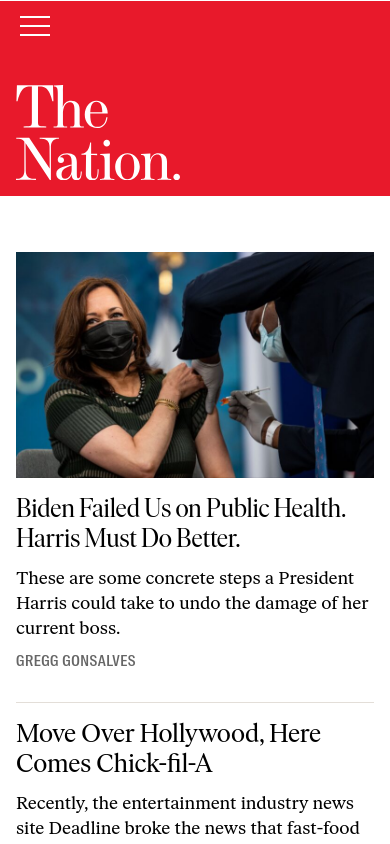 The
Nation.
Biden Failed Us on Public Health.
Harris Must Do Better.
These are some concrete steps a President
Harris could take to undo the damage of her
current boss.
GREGG GONSALVES
Move Over Hollywood, Here
Comes Chick-fil-A
Recently, the entertainment industry news
site Deadline broke the news that fast-food